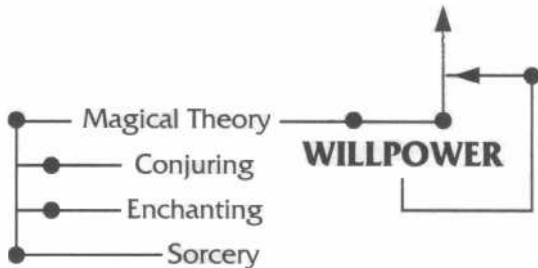 Magical Theory
WILLPOWER
Conjuring
Enchanting
Sorcery